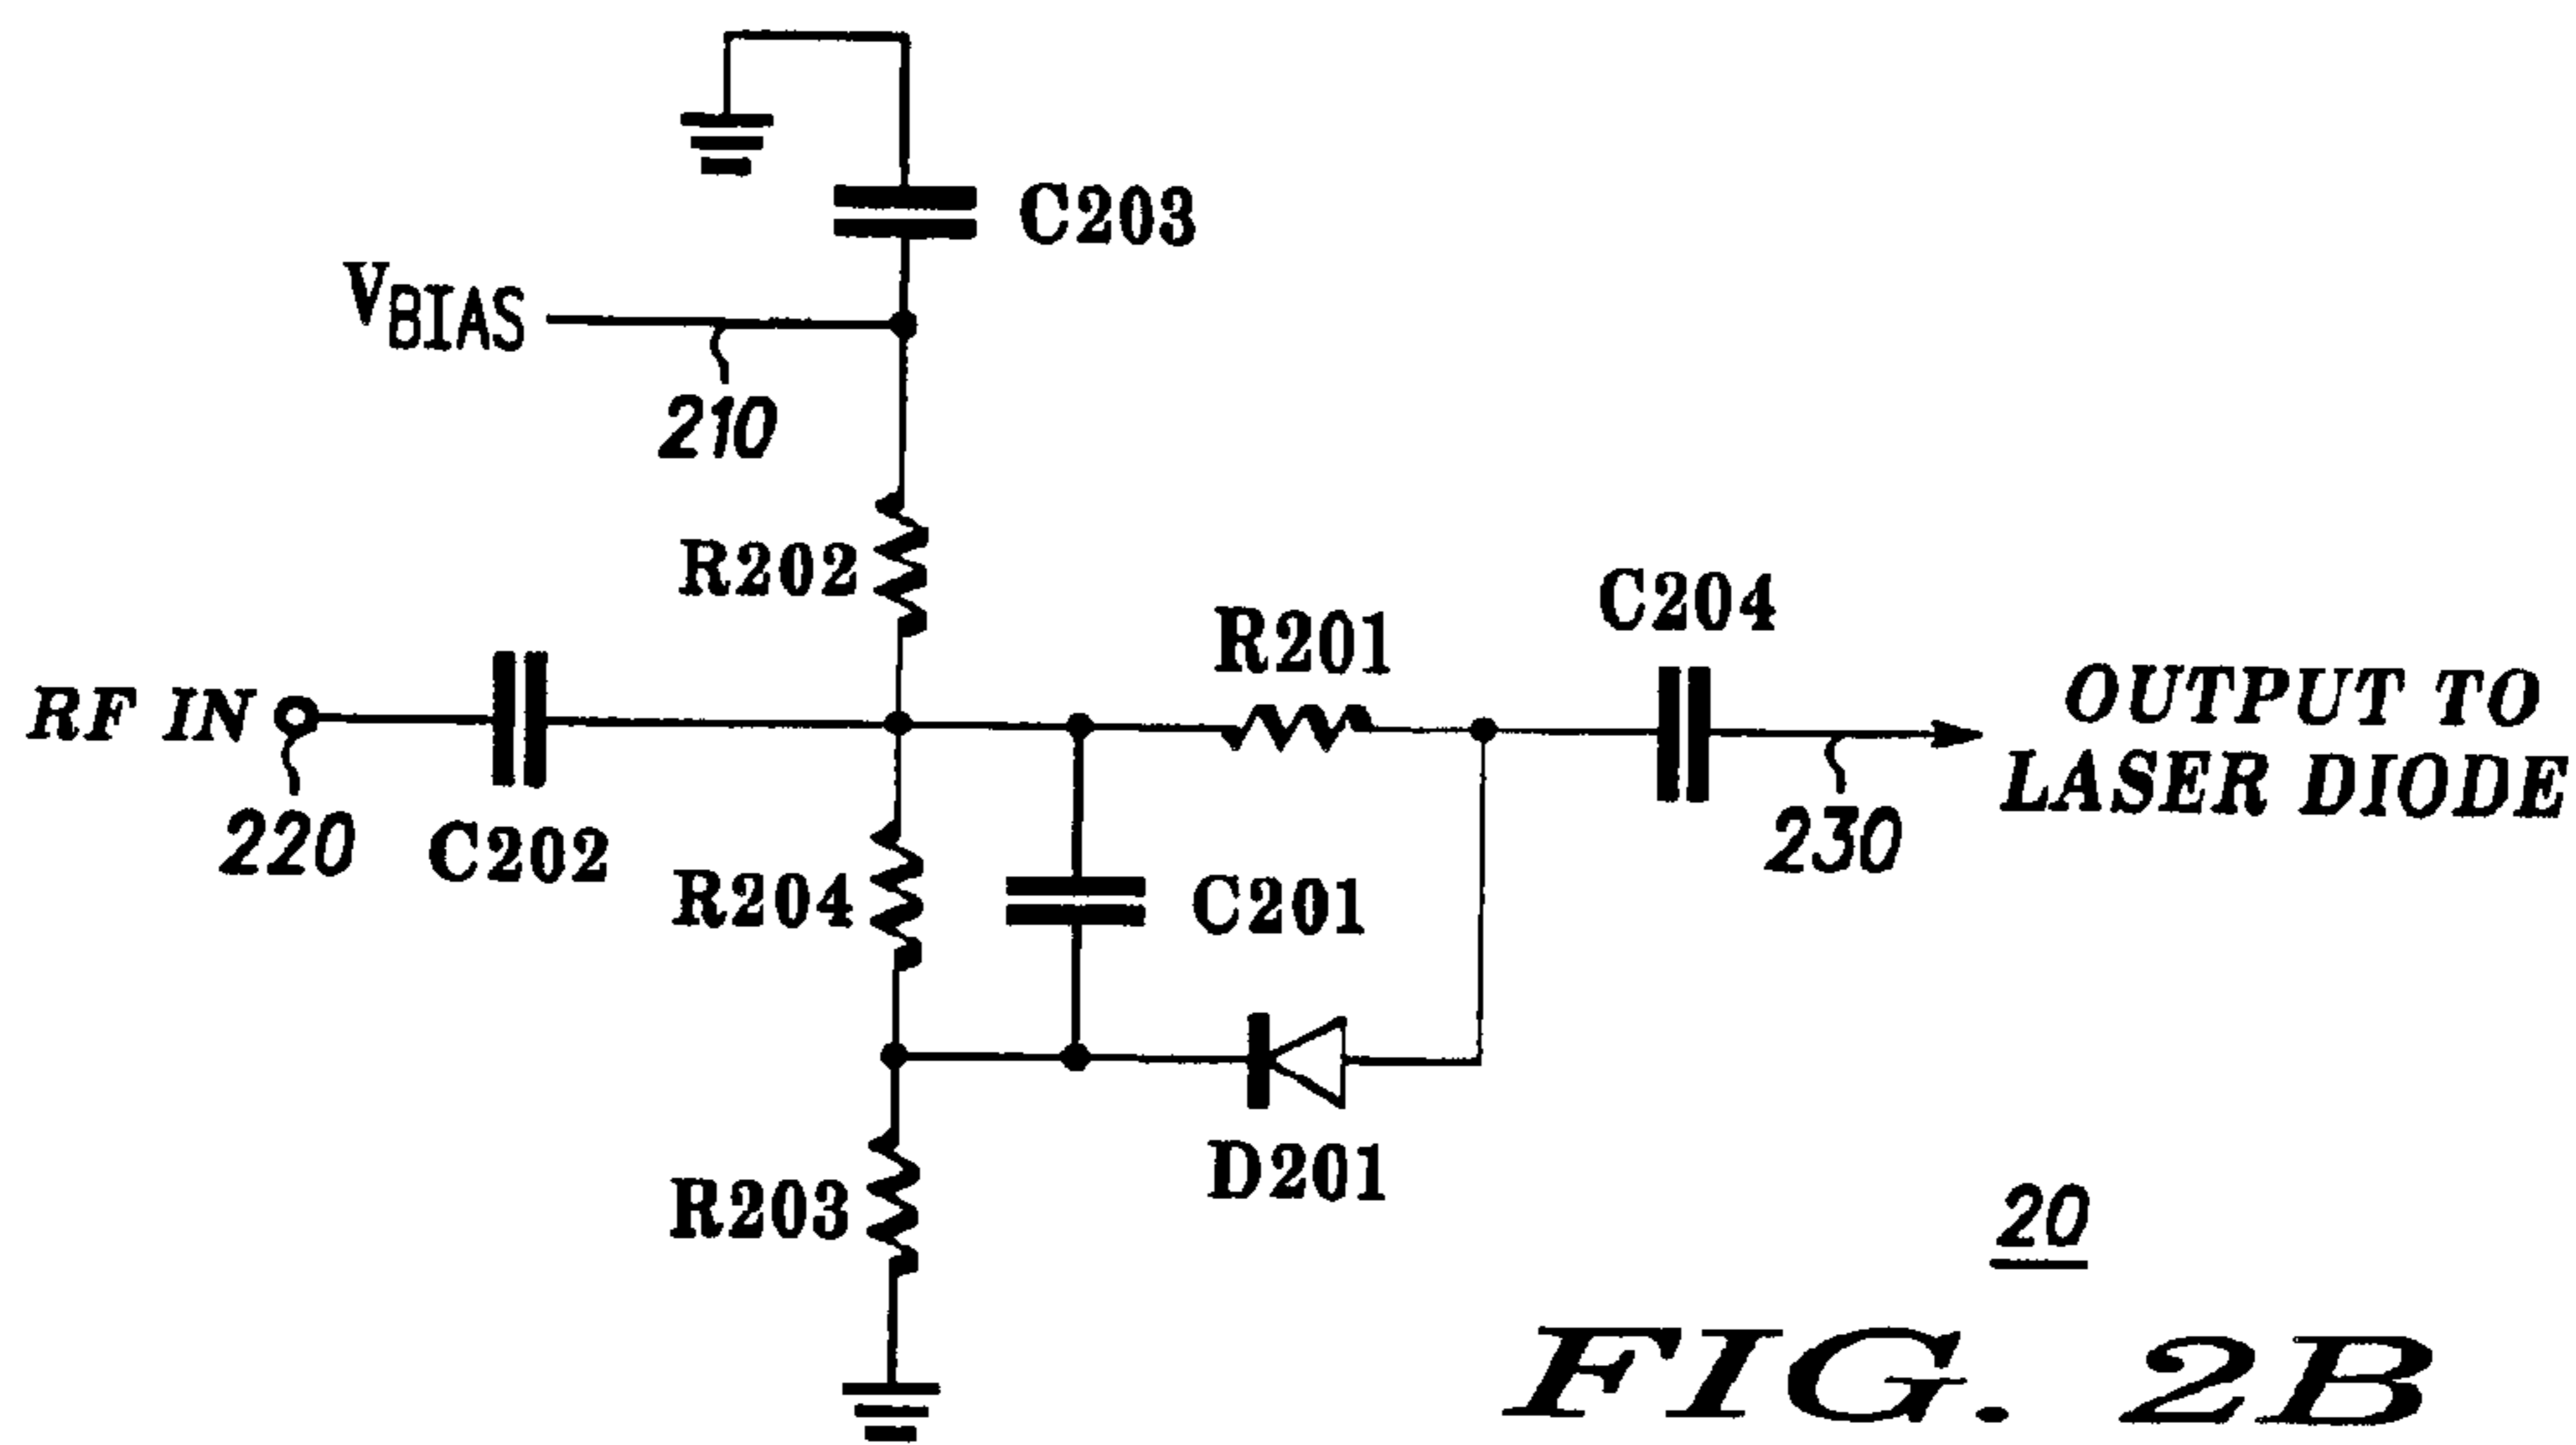 C203
VBIAS
210
R202
C204
R201
RF IN
OUTPUT TO
LASER DIODE
220
C202
R204
C201
230
R203
D201
20
FIG. 2B